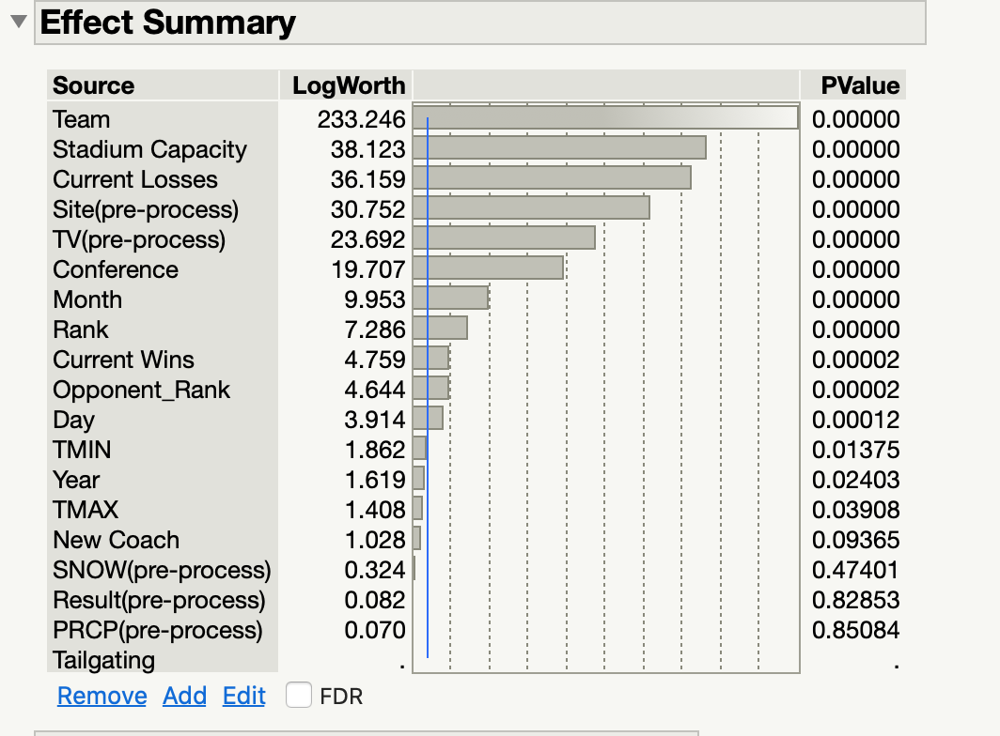 Effect Summary
Source LogWorth PValue
Team 233.246 0.00000
Stadium Capacity 38.123 0.00000
Current Losses 36.159 0.00000
Site(pre-process) 30.752 0.00000
TV(pre-process) 23.692 0.00000
Conference 19.707 0.00000
Month 9.953 0.00000
Rank 7.286 0.00000
Current Wins 4.759 0.00002
Opponent_Rank 4.644 0.00002
Day 3.914 0.00012
TMIN 1.862 0.01375
Year 1.619 0.02403
TMAX 1.408 0.03908
New Coach 1.028 0.09365
SNOW(pre-process) 0.324 0.47401
Result(pre-process) 0.082 0.82853
PRCP(pre-process) 0.070 0.85084
Tailgating . .
Remove Add Edit FDR